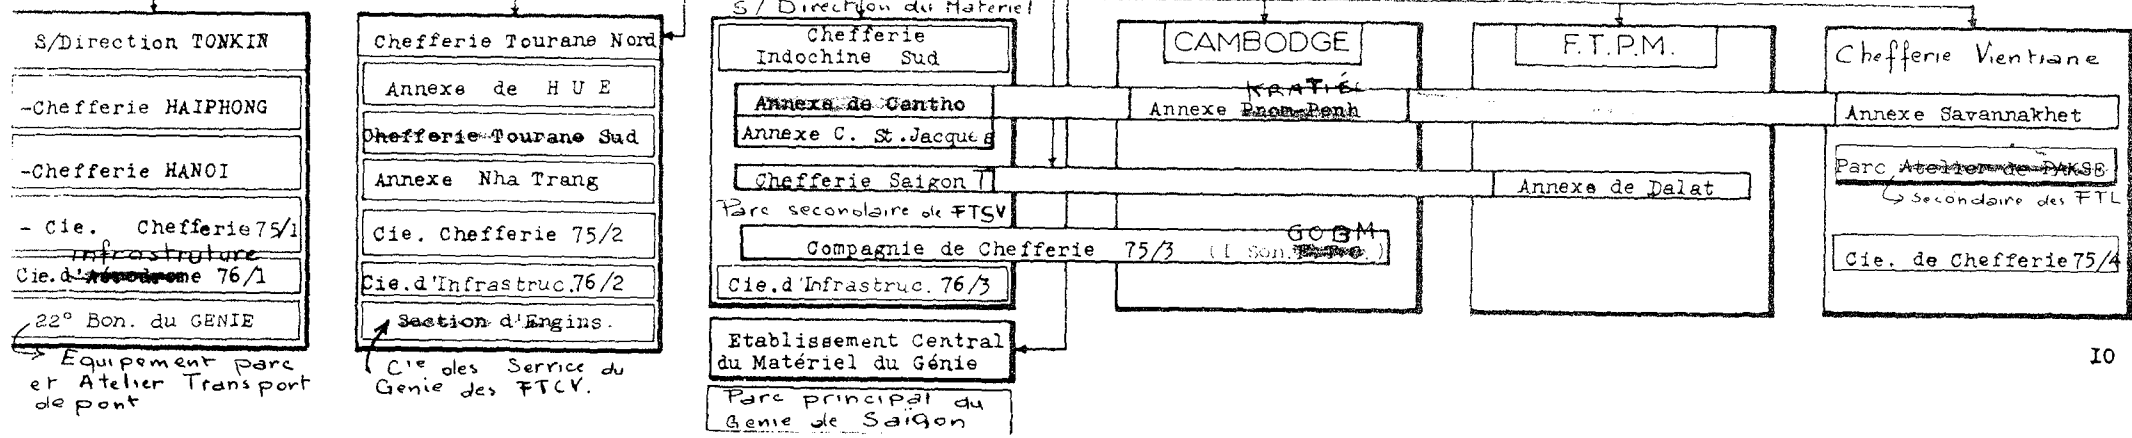 S/Direction TONKIN
-Chefferie HAIPHONG
-Chefferie HANOI
- Cie. Chefferie 75/1
infrastruture
Cie.d'Aérodrome 76/1
22° Bon. du GENIE
Equipement parc
et Atelier Transport
de pont
Chefferie Tourane Nord
Annexe de H U E
Chefferie Tourane Sud
Annexe Nha Trang
Cie. Chefferie 75/2
Cie.d'Infrastruc.76/2
Section d'Engins.
Cie des Service du
Genie des FTCV.
S/ Direction du Materiel
Chefferie
Indochine Sud
Annexe de Cantho
Annexe C. St.Jacques
Chefferie Saigon
Parc secondaire de FTSV
Compagnie de Chefferie 75/3 (I Son. GOBM.)
Cie.d'Infrastruc. 76/3
Etablissement Central
du Matériel du Génie
Parc principal du
Genie de Saïgon
CAMBODGE
KRATIÉ
Annexe Pnom-Penh
F.T.P.M.
Annexe de Dalat
Chefferie Vientiane
Annexe Savannakhet
Parc Atelier de PAKSE
secondaire des FTL
Cie. de Chefferie 75/4
IO